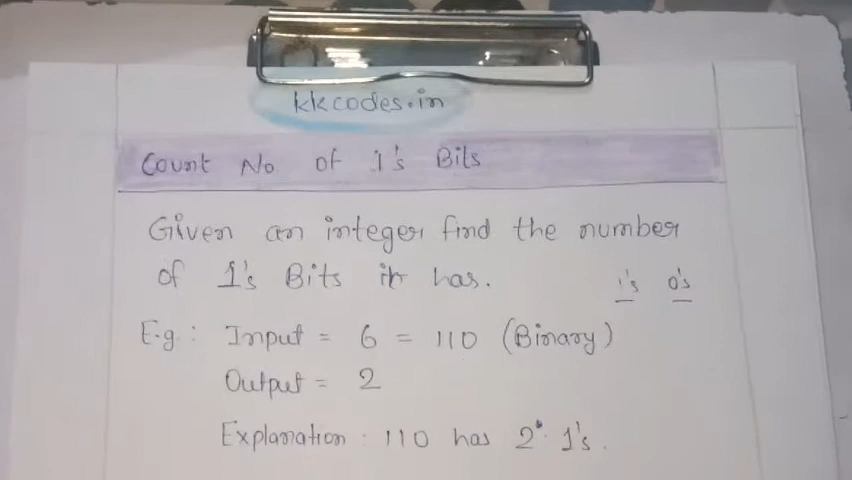 kkcodes.in
Count No of 1's Bits
Given an integer find the number
of 1's Bits it has.
1's 0's
E.g : Input = 6 = 110 (Binary)
Output = 2
Explanation : 110 has 2 1's.